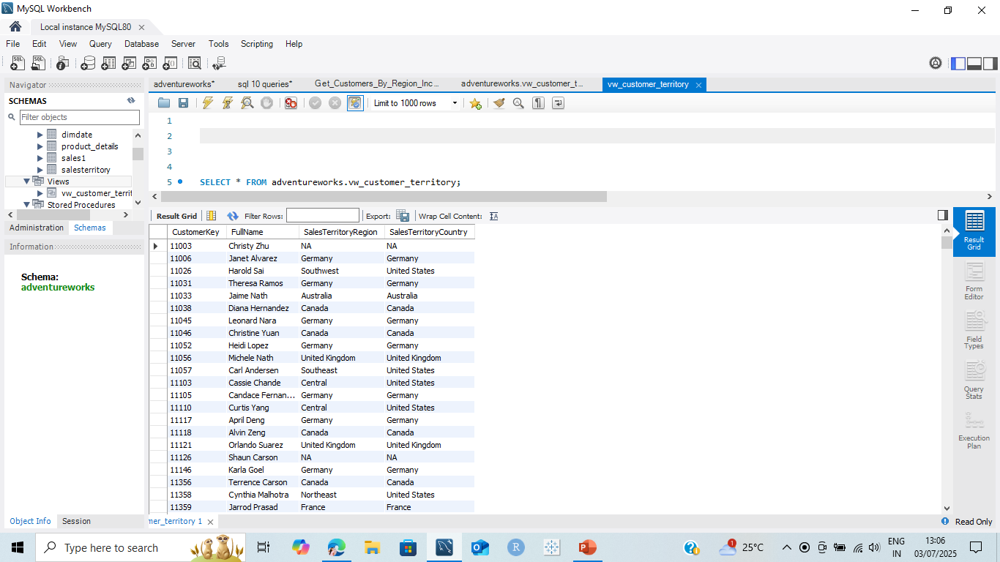 MySQL Workbench
Local instance MySQL80
File Edit View Query Database Server Tools Scripting Help
Navigator
SCHEMAS
Filter objects
dimdate
product_details
sales1
salesterritory
Views
vw_customer_territ
Stored Procedures
Administration Schemas
Information
Schema:
adventureworks
Object Info Session
adventureworks* sql 10 queries* Get_Customers_By_Region_Inc... adventureworks.vw_customer_t... vw_customer_territory
Limit to 1000 rows
1
2
3
4
5 SELECT * FROM adventureworks.vw_customer_territory;
Result Grid Filter Rows: Export: Wrap Cell Content:
CustomerKey FullName SalesTerritoryRegion SalesTerritoryCountry
11003 Christy Zhu NA NA
11006 Janet Alvarez Germany Germany
11026 Harold Sai Southwest United States
11031 Theresa Ramos Germany Germany
11033 Jaime Nath Australia Australia
11038 Diana Hernandez Canada Canada
11045 Leonard Nara Germany Germany
11046 Christine Yuan Canada Canada
11052 Heidi Lopez Germany Germany
11056 Michele Nath United Kingdom United Kingdom
11057 Carl Andersen Southeast United States
11103 Cassie Chande Central United States
11105 Candace Fernan... Germany Germany
11110 Curtis Yang Central United States
11117 April Deng Germany Germany
11118 Alvin Zeng Canada Canada
11121 Orlando Suarez United Kingdom United Kingdom
11126 Shaun Carson NA NA
11146 Karla Goel Germany Germany
11356 Terrence Carson Canada Canada
11358 Cynthia Malhotra Northeast United States
11359 Jarrod Prasad France France
mer_territory 1
Result
Grid
Form
Editor
Field
Types
Query
Stats
Execution
Plan
Read Only
Type here to search
1
25°C
ENG
IN
13:06
03/07/2025